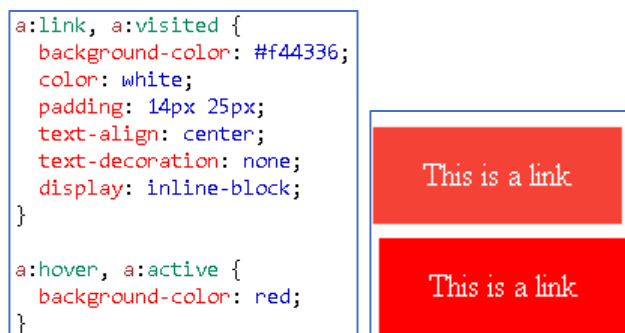 a:link, a:visited {
  background-color: #f44336;
  color: white;
  padding: 14px 25px;
  text-align: center;
  text-decoration: none;
  display: inline-block;
}

a:hover, a:active {
  background-color: red;
}
This is a link
This is a link